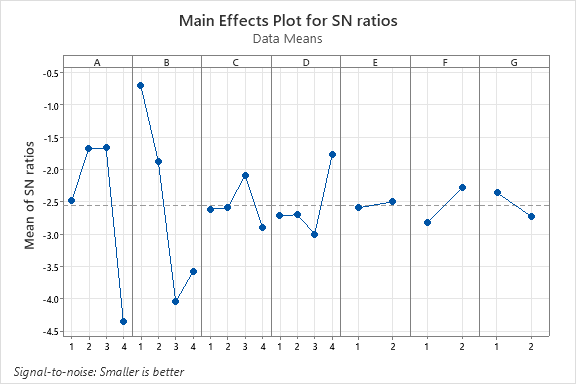 Main Effects Plot for SN ratios
Data Means
A B C D E F G
Mean of SN ratios
-0.5
-1.0
-1.5
-2.0
-2.5
-3.0
-3.5
-4.0
-4.5
1 2 3 4 1 2 3 4 1 2 3 4 1 2 3 4 1 2 1 2 1 2
Signal-to-noise: Smaller is better